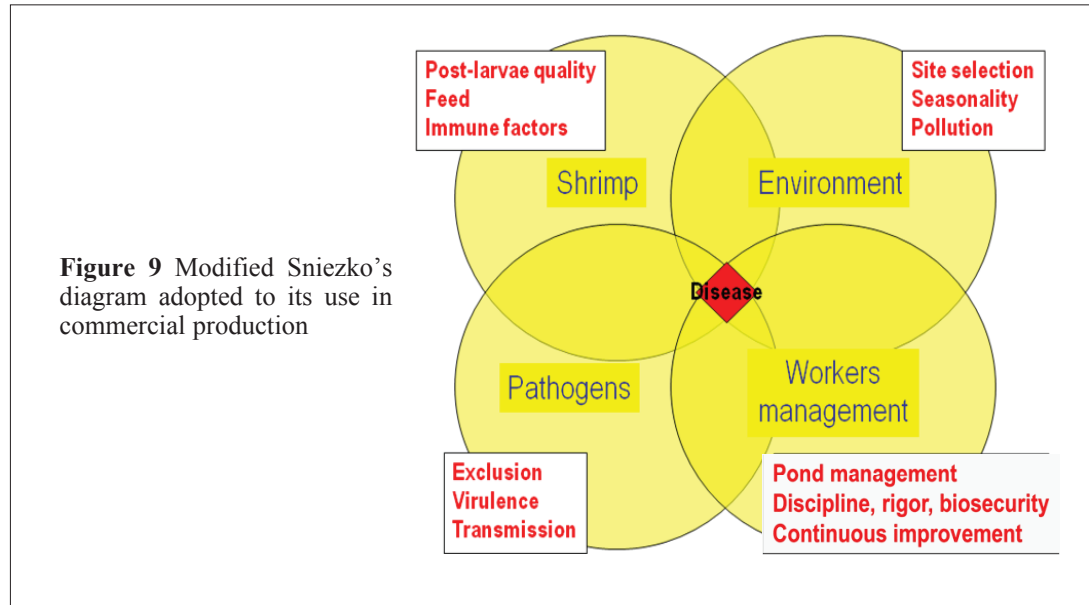 Post-larvae quality
Feed
Immune factors
Site selection
Seasonality
Pollution
Shrimp
Environment
Figure 9 Modified Sniezko’s
diagram adopted to its use in
commercial production
Disease
Pathogens
Workers
management
Exclusion
Virulence
Transmission
Pond management
Discipline, rigor, biosecurity
Continuous improvement